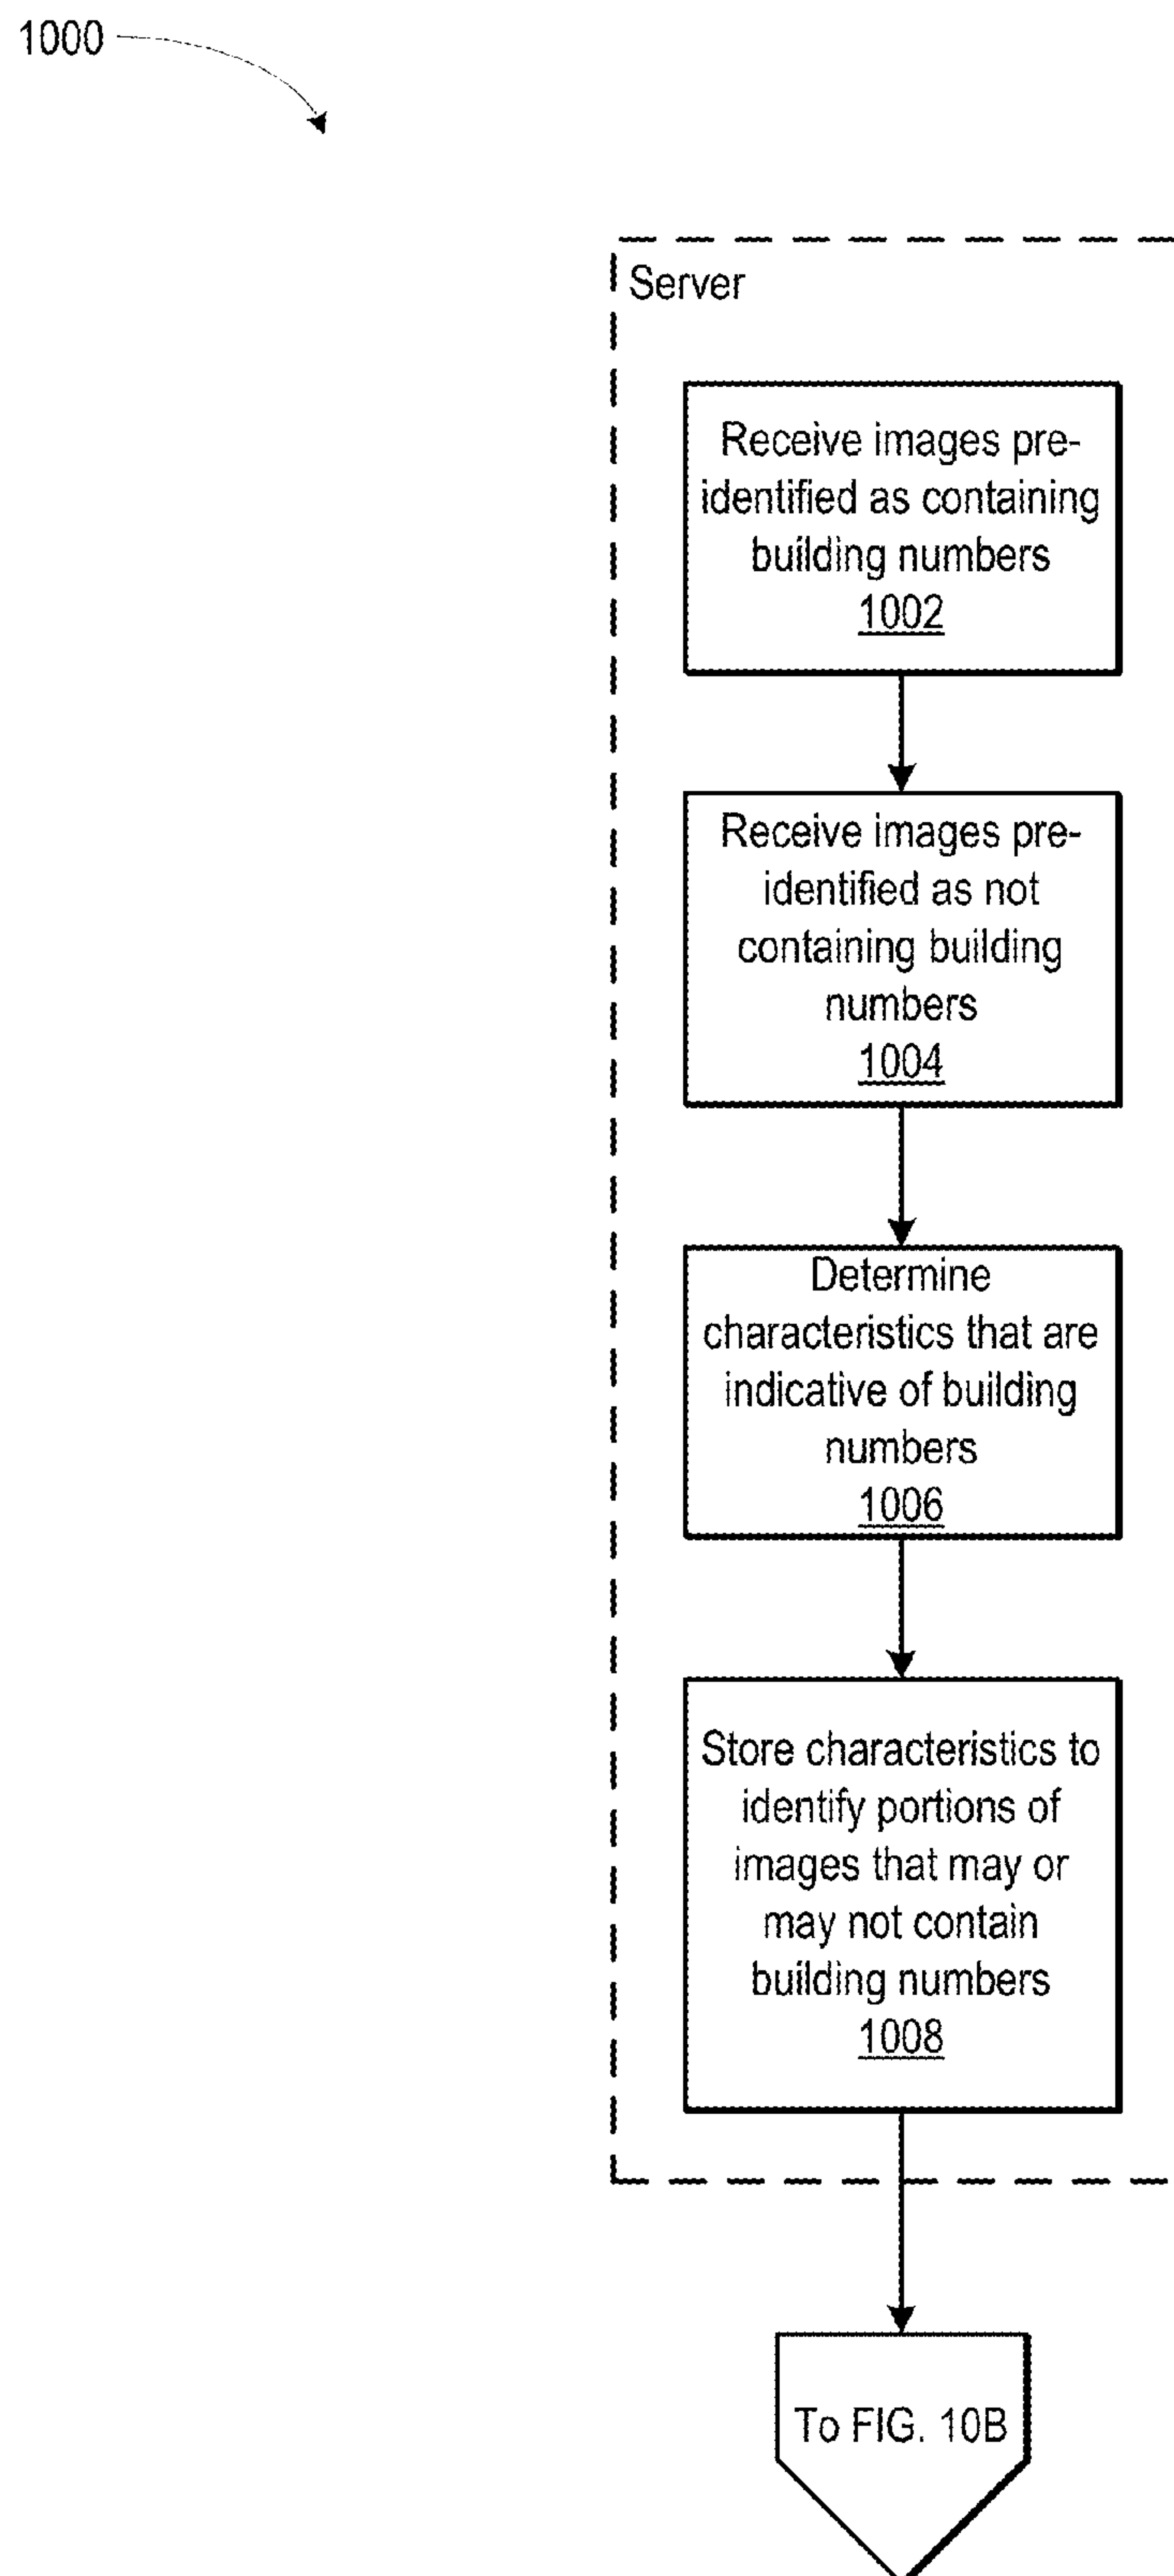 1000
Server
Receive images pre-
identified as containing
building numbers
1002
Receive images pre-
identified as not
containing building
numbers
1004
Determine
characteristics that are
indicative of building
numbers
1006
Store characteristics to
identify portions of
images that may or
may not contain
building numbers
1008
To FIG. 10B